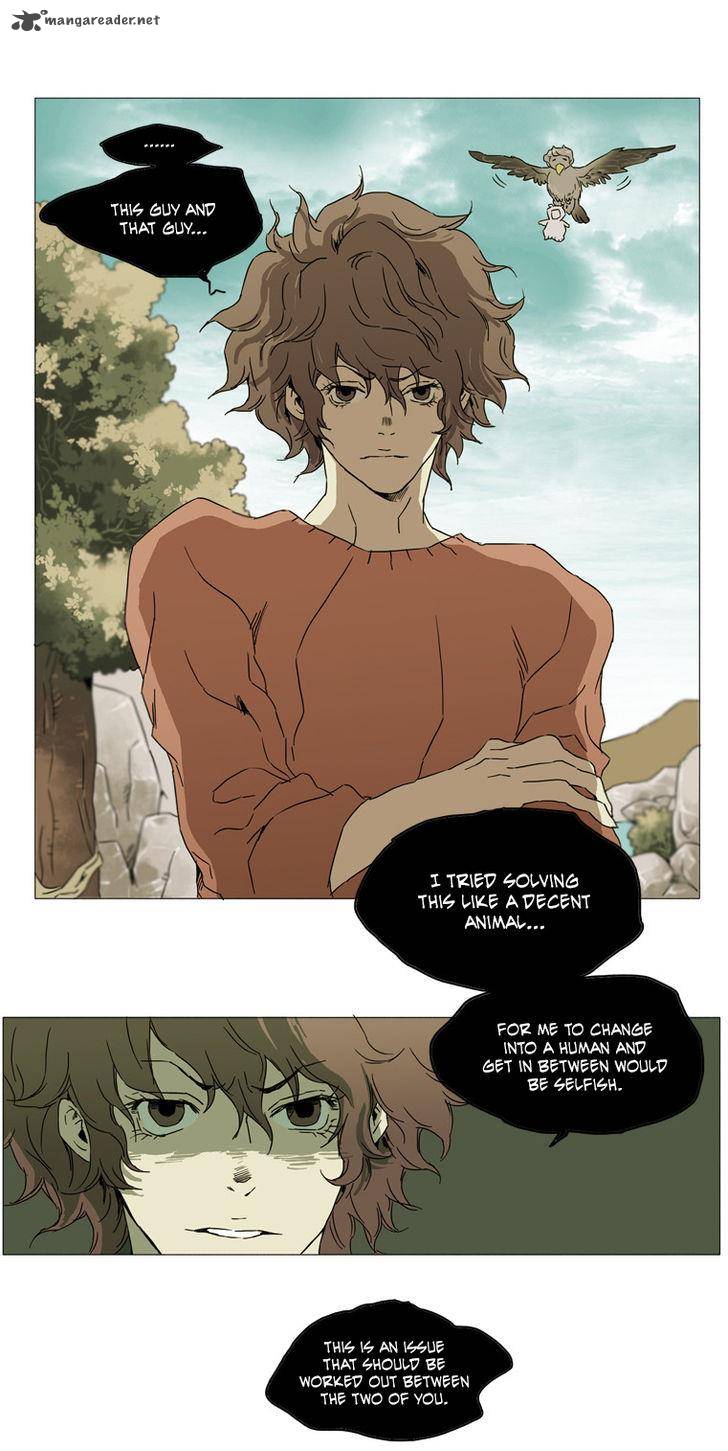 mangareader.net
......
THIS GUY AND
THAT GUY...
I TRIED SOLVING
THIS LIKE A DECENT
ANIMAL...
FOR ME TO CHANGE
INTO A HUMAN AND
GET IN BETWEEN WOULD
BE SELFISH.
THIS IS AN ISSUE
THAT SHOULD BE
WORKED OUT BETWEEN
THE TWO OF YOU.